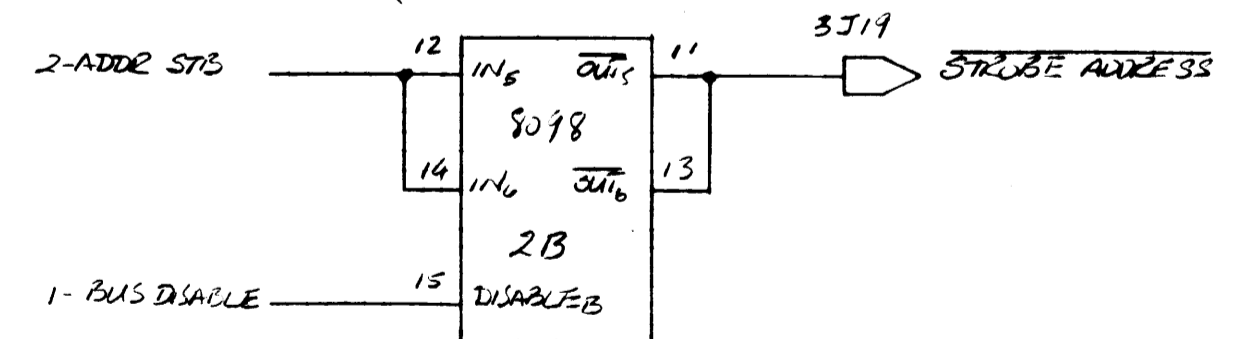 3J19
2-ADDR STB 12 IN5 OUT5 11 STROBE ADDRESS
8098
14 IN6 OUT6 13
2B
1- BUS DISABLE 15 DISABLE B